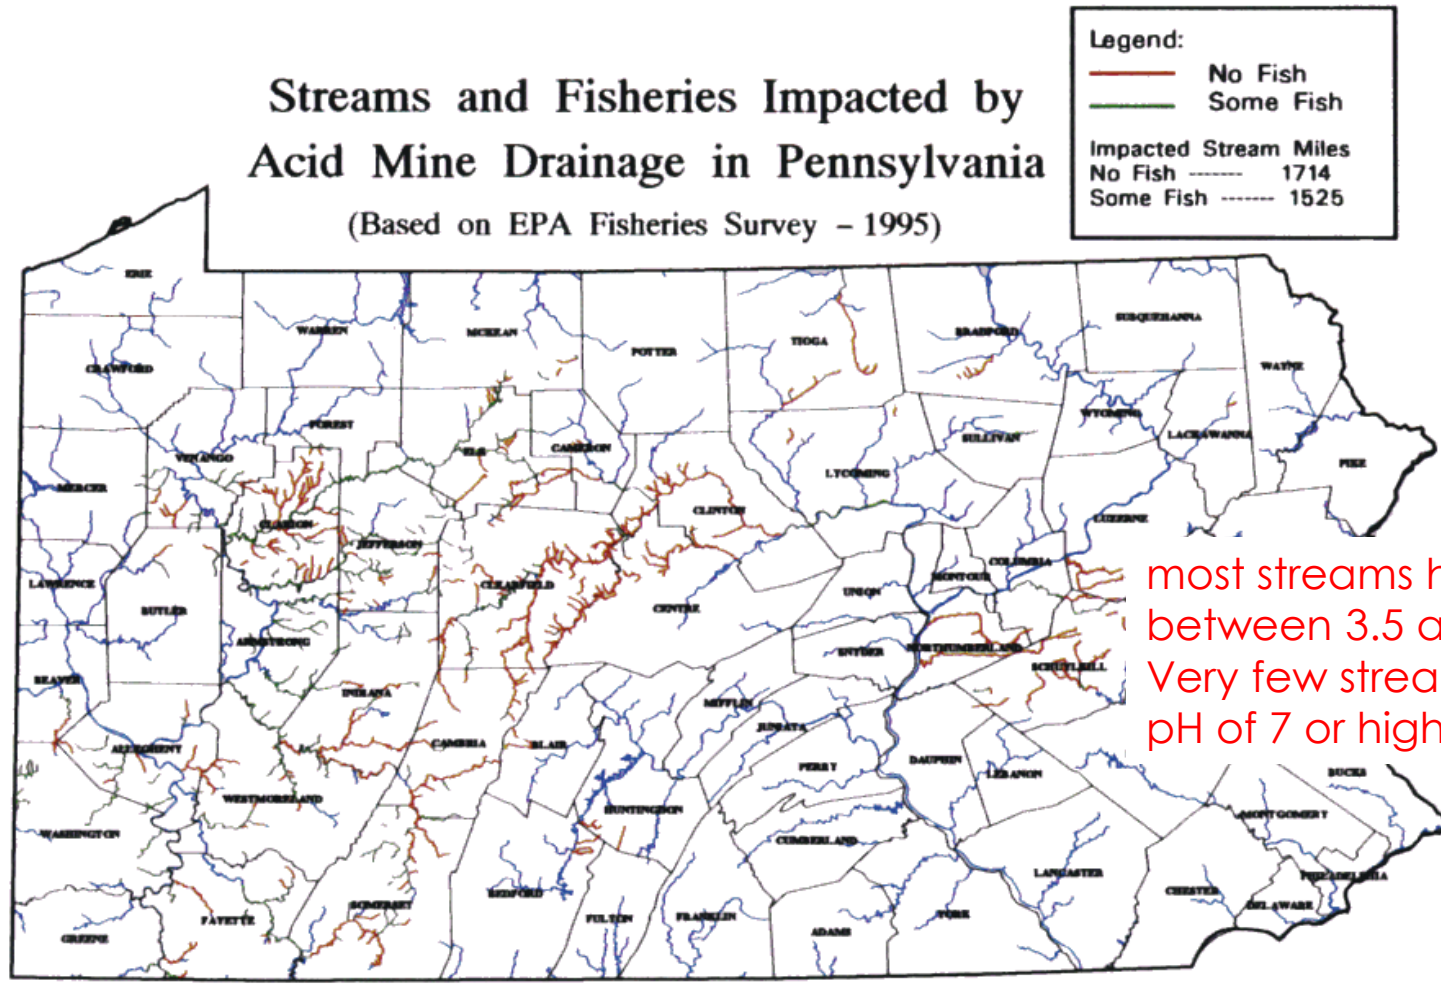 Legend:
No Fish
Some Fish
Impacted Stream Miles
No Fish ------- 1714
Some Fish ------- 1525
Streams and Fisheries Impacted by
Acid Mine Drainage in Pennsylvania
(Based on EPA Fisheries Survey - 1995)
ERIE
WARREN
MCKEAN
POTTER
TIOGA
BRADFORD
SUSQUEHANNA
WAYNE
CRAWFORD
FOREST
VENANGO
ELK
CAMERON
LYCOMING
SULLIVAN
WYOMING
LACKAWANNA
PIKE
MERCER
CLARION
JEFFERSON
CLINTON
LUZERNE
LAWRENCE
BUTLER
ARMSTRONG
CLEARFIELD
CENTRE
UNION
MONTOUR
COLUMBIA
SNYDER
NORTHUMBERLAND
SCHUYLKILL
most streams h
between 3.5 a
Very few strea
pH of 7 or high
BEAVER
INDIANA
MIFFLIN
JUNIATA
ALLEGHENY
CAMBRIA
BLAIR
PERRY
DAUPHIN
LEBANON
BUCKS
WASHINGTON
WESTMORELAND
HUNTINGDON
CUMBERLAND
MONTGOMERY
LANCASTER
CHESTER
PHILADELPHIA
DELAWARE
GREENE
FAYETTE
SOMERSET
BEDFORD
FULTON
FRANKLIN
ADAMS
YORK